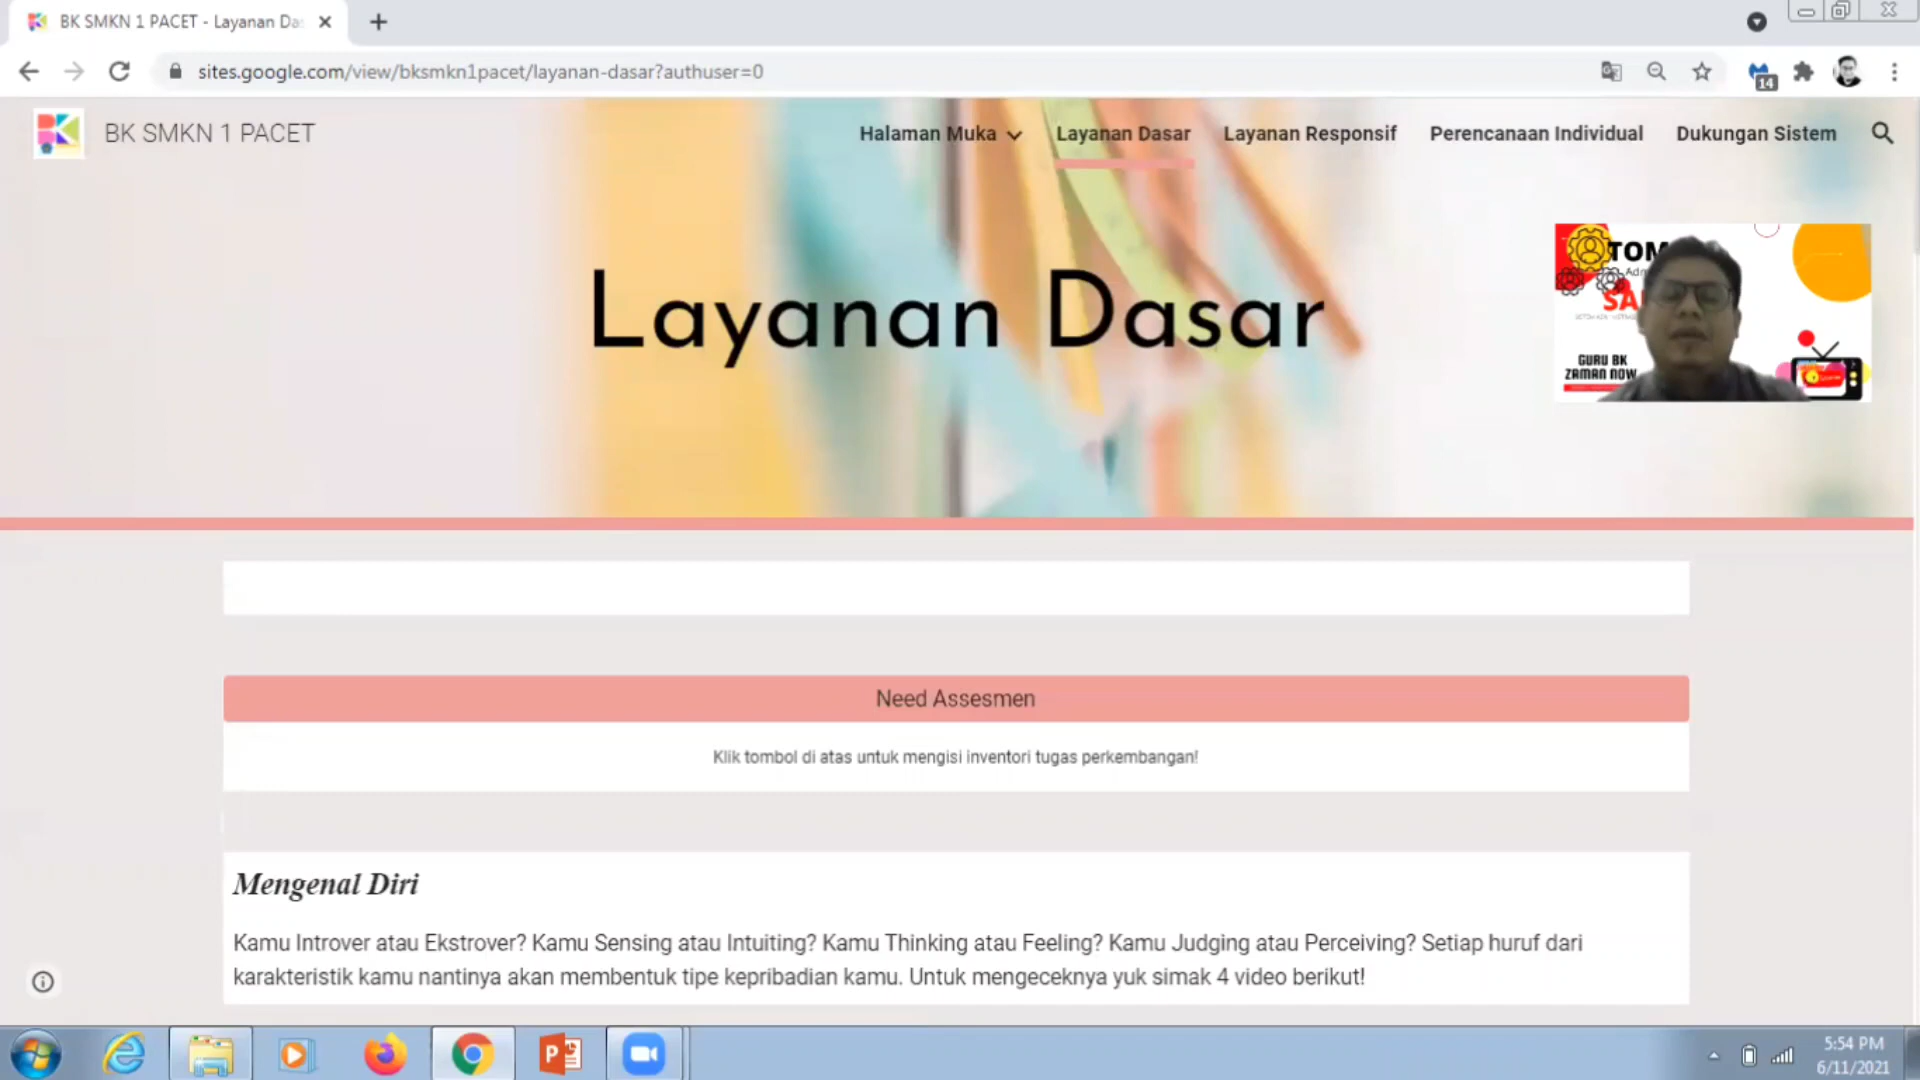 BK SMKN 1 PACET - Layanan Da
sites.google.com/view/bksmkn1pacet/layanan-dasar?authuser=0
14
BK SMKN 1 PACET
Halaman Muka
Layanan Dasar
Layanan Responsif
Perencanaan Individual
Dukungan Sistem
Layanan Dasar
GURU BK
ZAMAN NOW
Need Assesmen
Klik tombol di atas untuk mengisi inventori tugas perkembangan!
Mengenal Diri
Kamu Introver atau Ekstrover? Kamu Sensing atau Intuiting? Kamu Thinking atau Feeling? Kamu Judging atau Perceiving? Setiap huruf dari
karakteristik kamu nantinya akan membentuk tipe kepribadian kamu. Untuk mengeceknya yuk simak 4 video berikut!
5:54 PM
6/11/2021